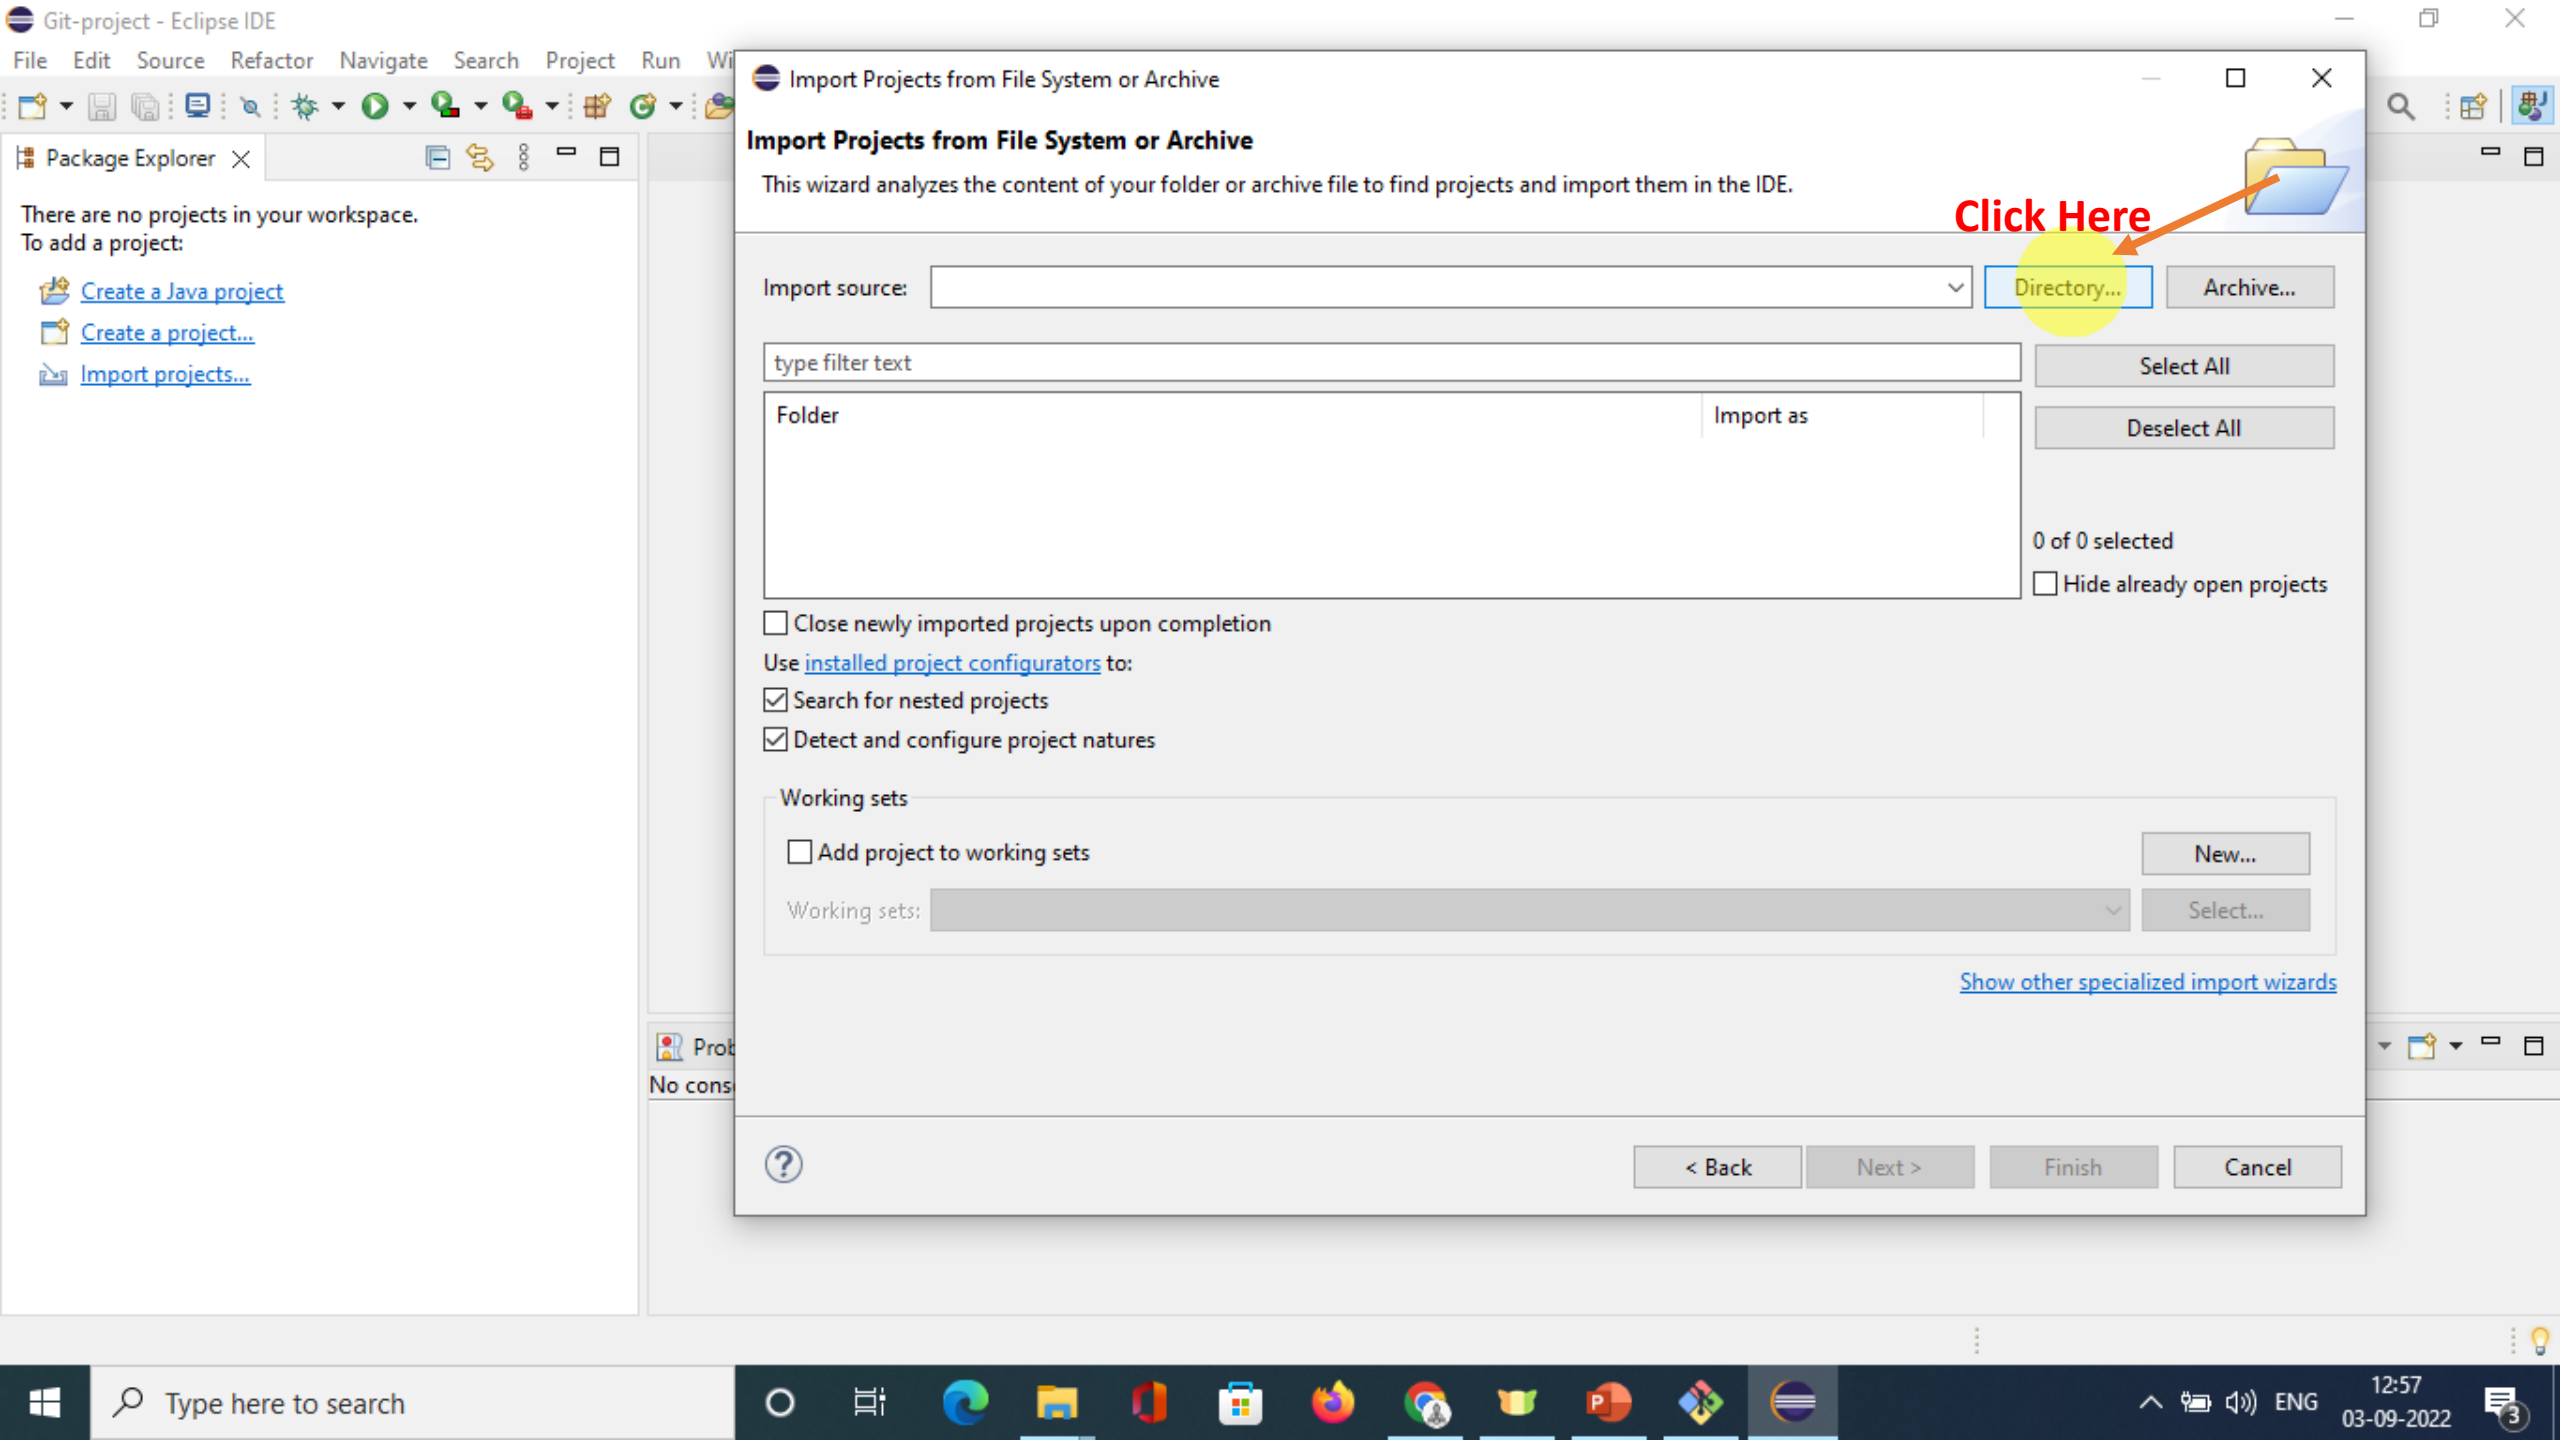 Git-project - Eclipse IDE
File Edit Source Refactor Navigate Search Project Run Wi
Package Explorer
There are no projects in your workspace.
To add a project:
Create a Java project
Create a project...
Import projects...
Import Projects from File System or Archive
Import Projects from File System or Archive
This wizard analyzes the content of your folder or archive file to find projects and import them in the IDE.
Click Here
Import source: Directory... Archive...
type filter text Select All
Folder Import as
Deselect All
0 of 0 selected
Hide already open projects
Close newly imported projects upon completion
Use installed project configurators to:
Search for nested projects
Detect and configure project natures
Working sets
Add project to working sets New...
Working sets: Select...
Show other specialized import wizards
Prob
No cons
< Back Next > Finish Cancel
Type here to search
ENG
12:57
03-09-2022
3